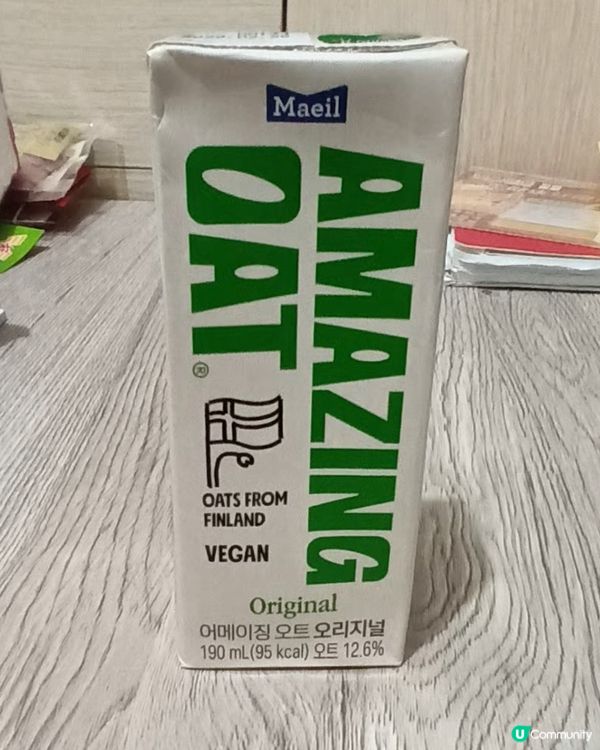 Maeil
AMAZING
OAT®
OATS FROM
FINLAND
VEGAN
Original
어메이징 오트 오리지널
190 mL(95 kcal) 오트 12.6%
U Community